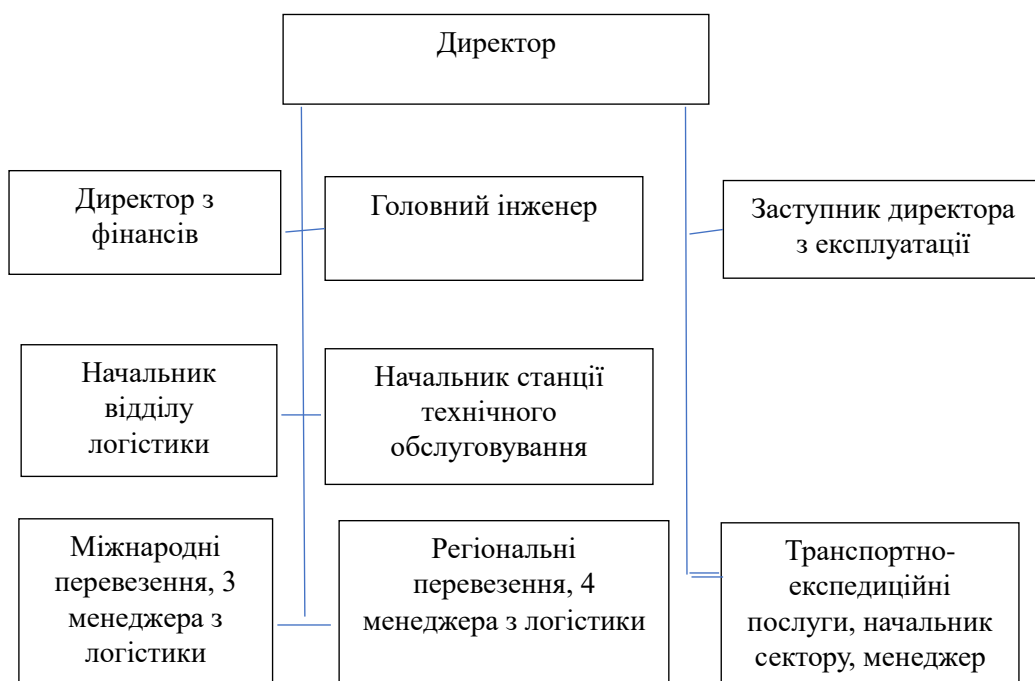 Директор
Директор з
фінансів
Головний інженер
Заступник директора
з експлуатації
Начальник
відділу
логістики
Начальник станції
технічного
обслуговування
Міжнародні
перевезення, 3
менеджера з
логістики
Регіональні
перевезення, 4
менеджера з логістики
Транспортно-
експедиційні
послуги, начальник
сектору, менеджер